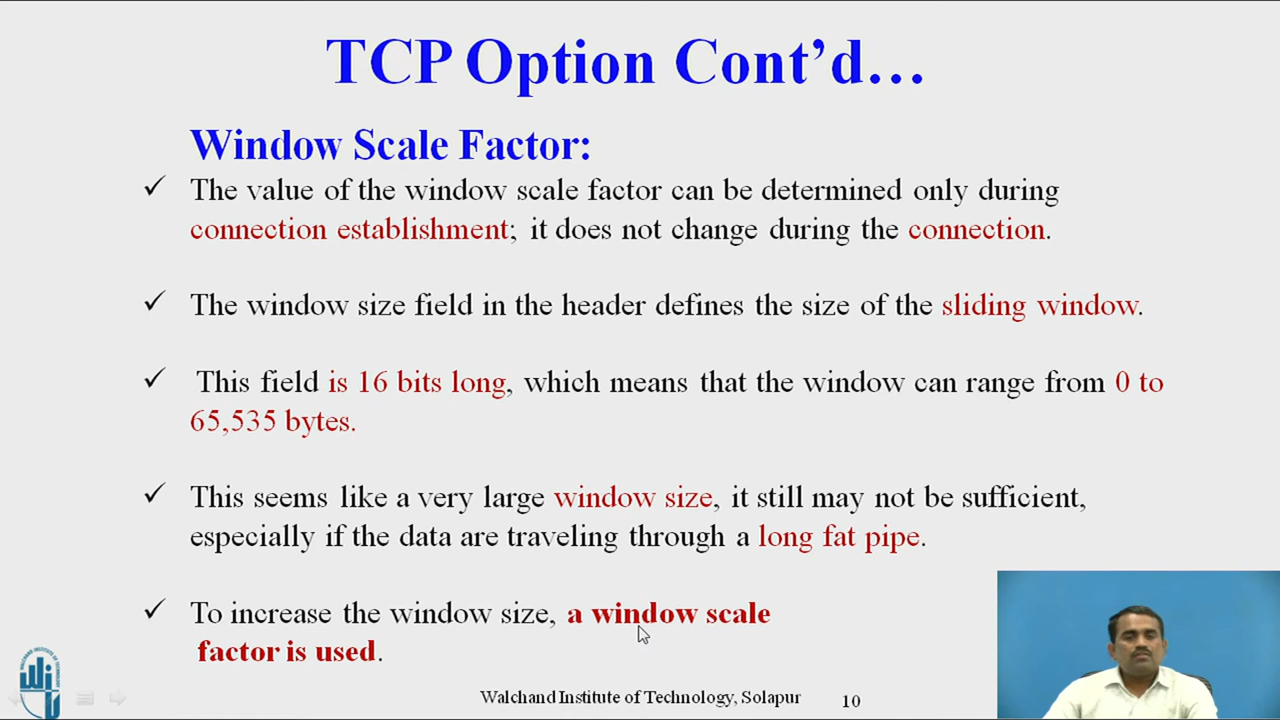 TCP Option Cont’d…
Window Scale Factor:
✓ The value of the window scale factor can be determined only during
connection establishment; it does not change during the connection.
✓ The window size field in the header defines the size of the sliding window.
✓ This field is 16 bits long, which means that the window can range from 0 to
65,535 bytes.
✓ This seems like a very large window size, it still may not be sufficient,
especially if the data are traveling through a long fat pipe.
✓ To increase the window size, a window scale
factor is used.
Walchand Institute of Technology, Solapur 10